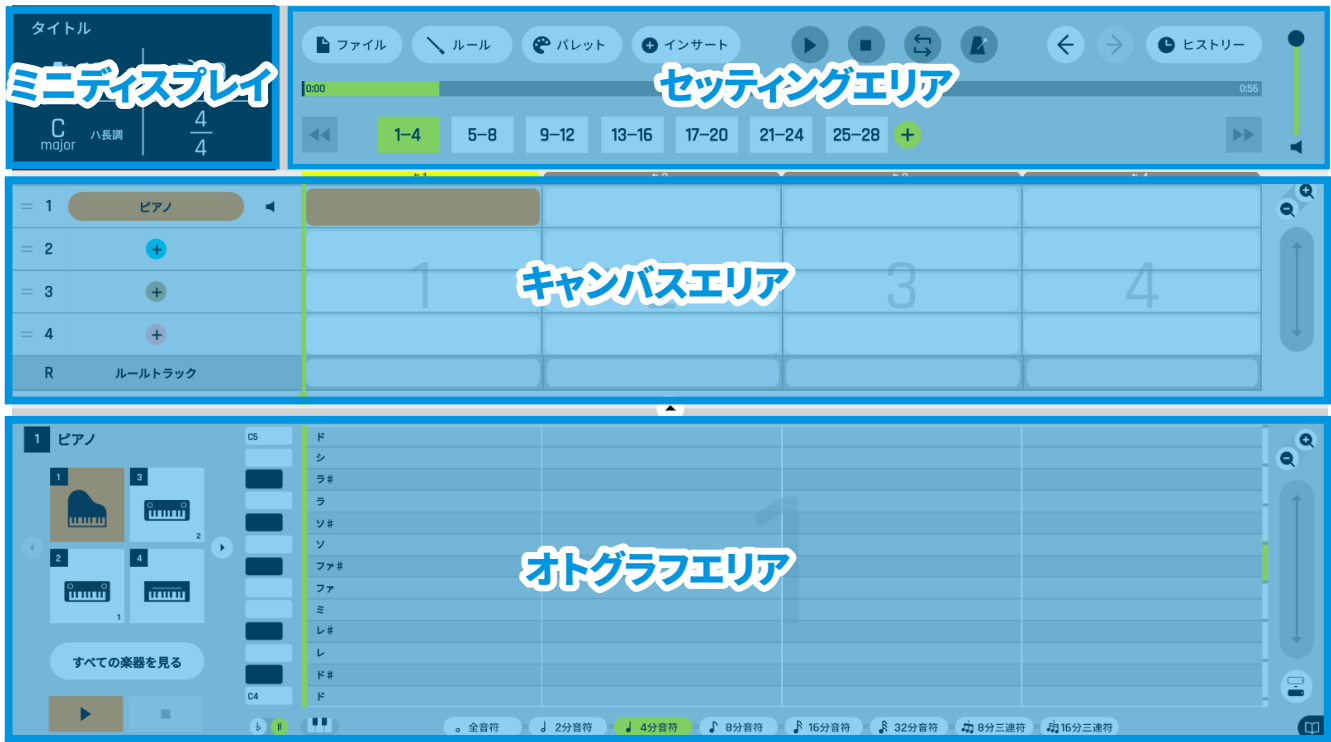 タイトル
ミニディスプレイ
C
major
ハ長調
4
4
ファイル
ルール
パレット
インサート
ヒストリー
0:00
セッティングエリア
0:56
1–4
5–8
9–12
13–16
17–20
21–24
25–28
1 ピアノ
2
3
4
R ルールトラック
1
キャンバスエリア
3
4
1 ピアノ
1
3
2
2
4
1
すべての楽器を見る
C5
C4
ド
シ
ラ#
ラ
ソ#
ソ
ファ#
ファ
ミ
レ#
レ
ド#
ド
1
オトグラフエリア
♭
#
全音符
2分音符
4分音符
8分音符
16分音符
32分音符
8分三連符
16分三連符